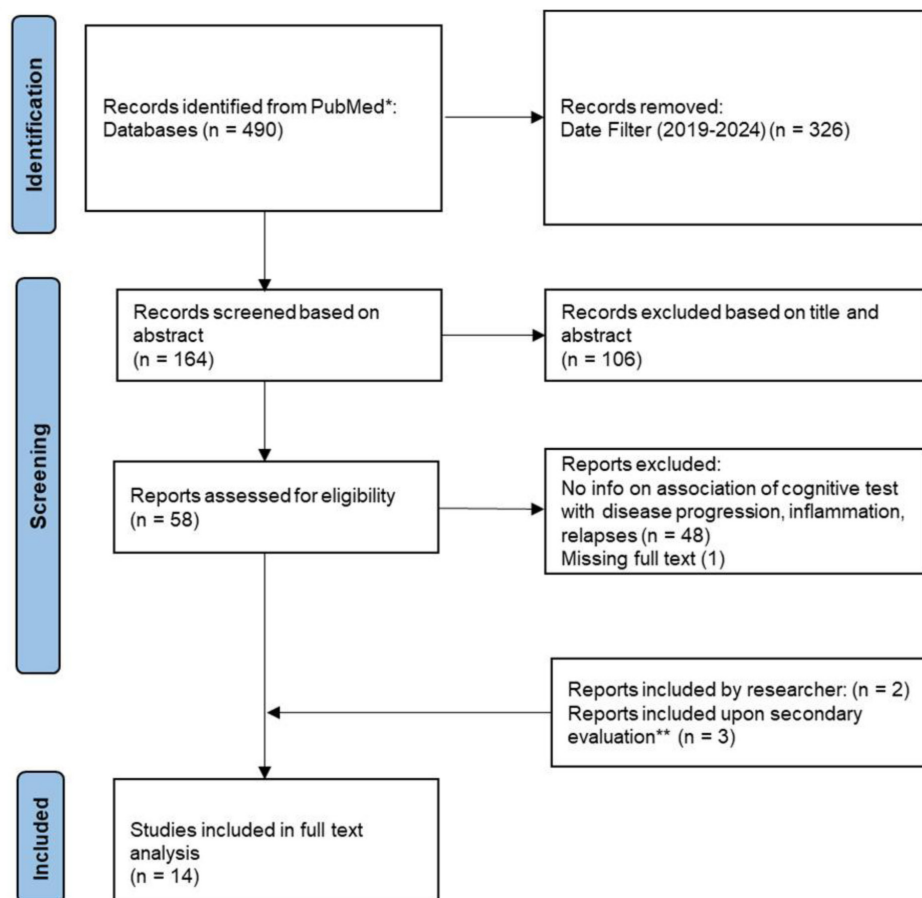 Identification
Records identified from PubMed*:
Databases (n = 490)
Records removed:
Date Filter (2019-2024) (n = 326)
Screening
Records screened based on
abstract
(n = 164)
Records excluded based on title and
abstract
(n = 106)
Reports assessed for eligibility
(n = 58)
Reports excluded:
No info on association of cognitive test
with disease progression, inflammation,
relapses (n = 48)
Missing full text (1)
Reports included by researcher: (n = 2)
Reports included upon secondary
evaluation** (n = 3)
Included
Studies included in full text
analysis
(n = 14)